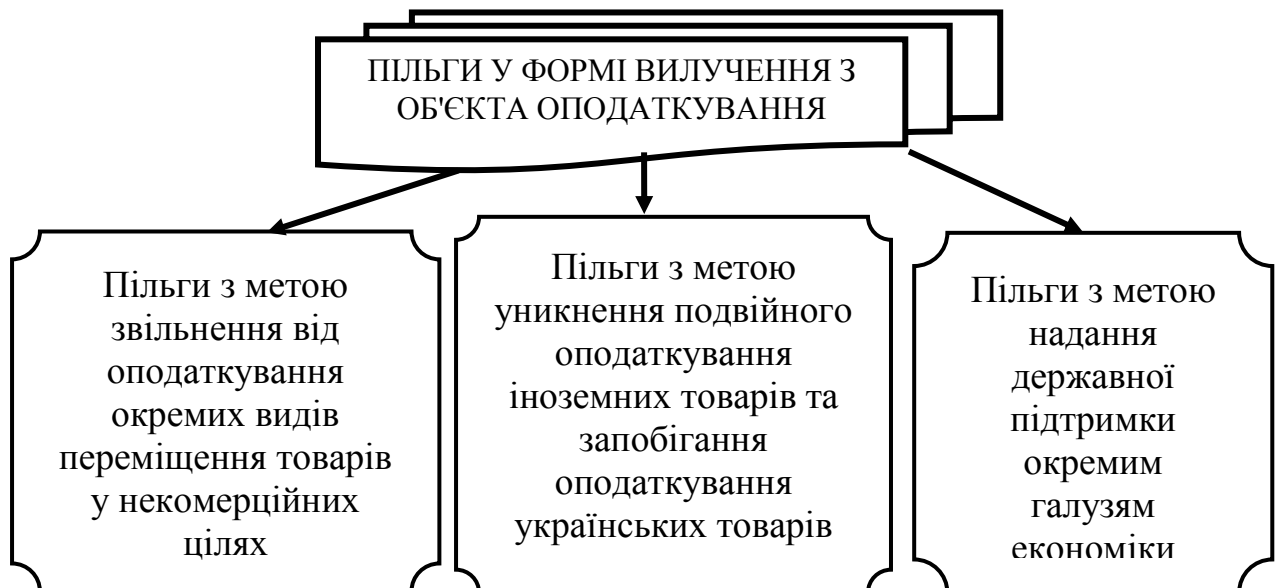 ПІЛЬГИ У ФОРМІ ВИЛУЧЕННЯ З
ОБ'ЄКТА ОПОДАТКУВАННЯ
Пільги з метою
звільнення від
оподаткування
окремих видів
переміщення товарів
у некомерційних
цілях
Пільги з метою
уникнення подвійного
оподаткування
іноземних товарів та
запобігання
оподаткування
українських товарів
Пільги з метою
надання
державної
підтримки
окремим
галузям
економіки